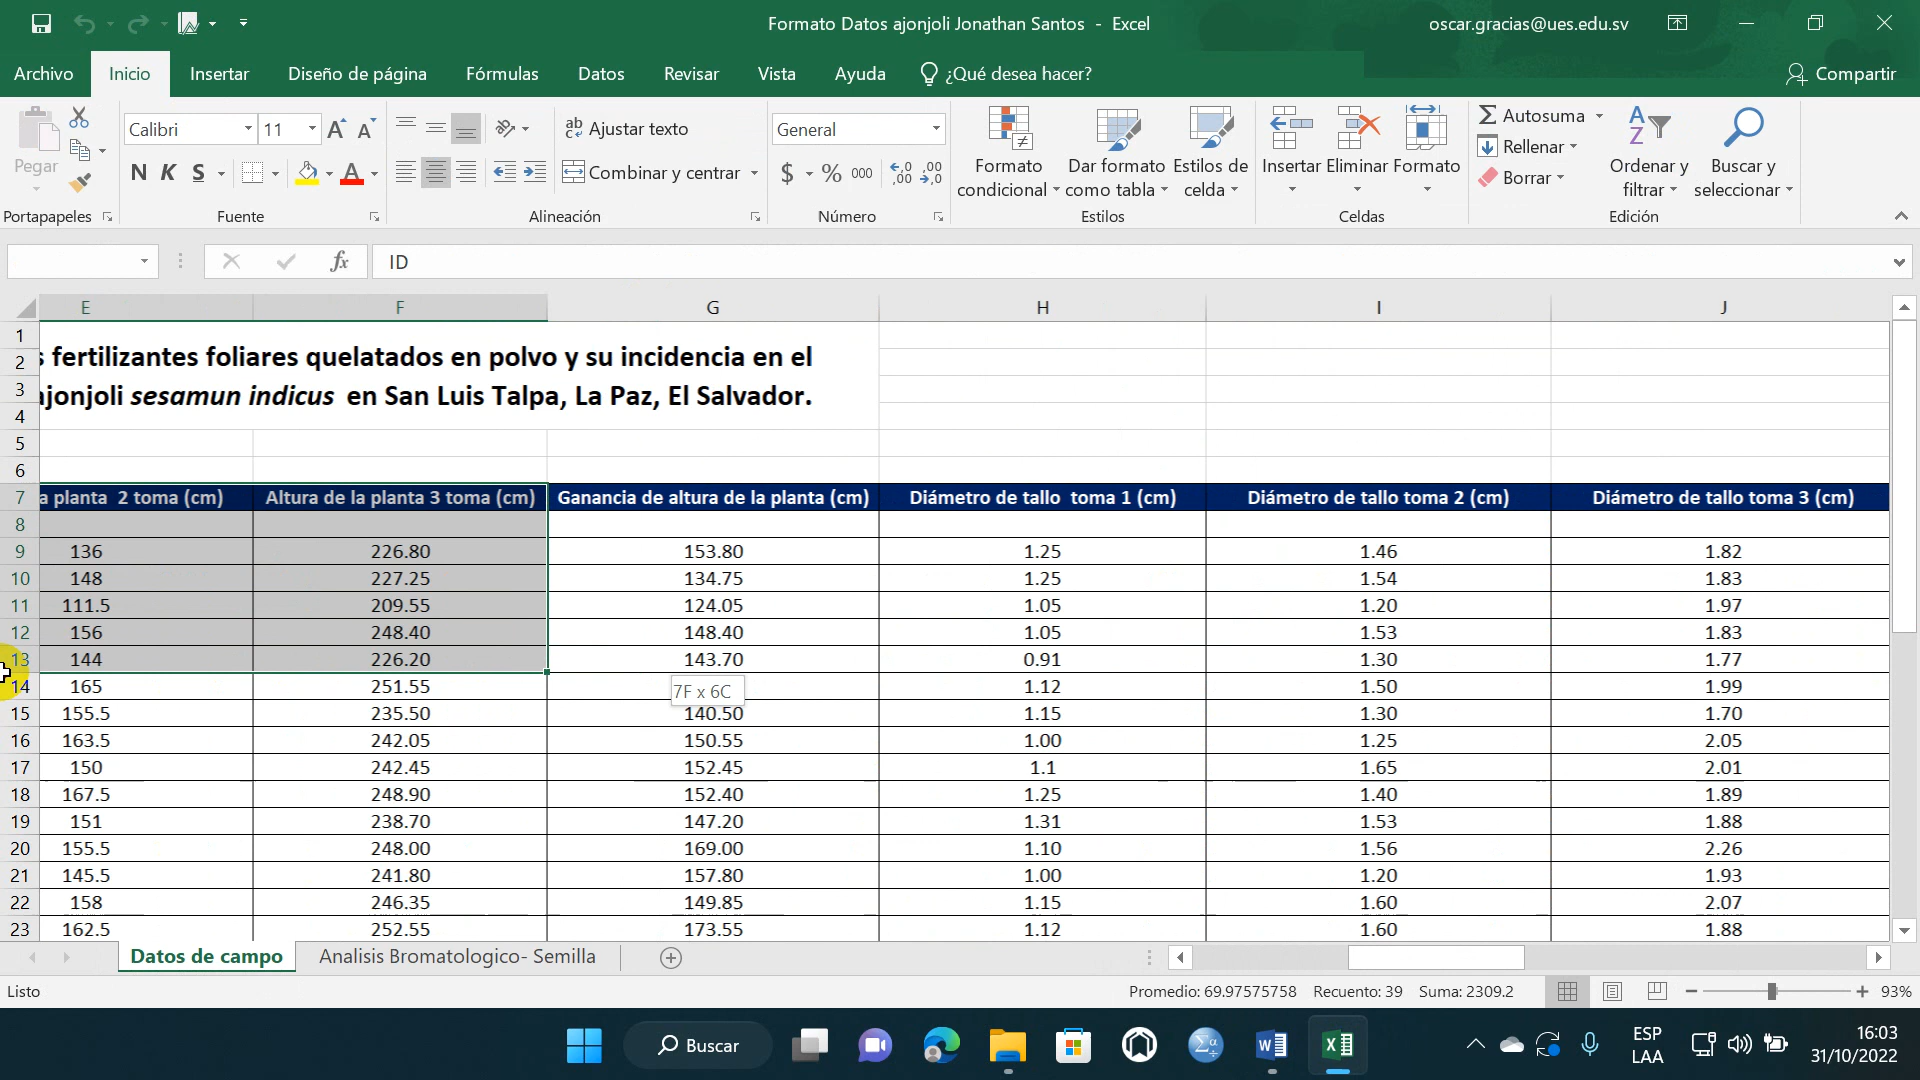 Formato Datos ajonjoli Jonathan Santos - Excel
oscar.gracias@ues.edu.sv
Archivo Inicio Insertar Diseño de página Fórmulas Datos Revisar Vista Ayuda ¿Qué desea hacer? Compartir
Pegar
Portapapeles
Calibri 11
N K S
Fuente
Ajustar texto
Combinar y centrar
Alineación
General
$ % 000
Número
Formato condicional
Dar formato como tabla
Estilos de celda
Estilos
Insertar Eliminar Formato
Celdas
Autosuma
Rellenar
Borrar
Ordenar y filtrar
Buscar y seleccionar
Edición
fx ID
E F G H I J
1
2 s fertilizantes foliares quelatados en polvo y su incidencia en el
3 ajonjoli sesamun indicus en San Luis Talpa, La Paz, El Salvador.
4
5
6
7 a planta 2 toma (cm) Altura de la planta 3 toma (cm) Ganancia de altura de la planta (cm) Diámetro de tallo toma 1 (cm) Diámetro de tallo toma 2 (cm) Diámetro de tallo toma 3 (cm)
8
9 136 226.80 153.80 1.25 1.46 1.82
10 148 227.25 134.75 1.25 1.54 1.83
11 111.5 209.55 124.05 1.05 1.20 1.97
12 156 248.40 148.40 1.05 1.53 1.83
13 144 226.20 143.70 0.91 1.30 1.77
14 165 251.55 1.12 1.50 1.99
7F x 6C
15 155.5 235.50 140.50 1.15 1.30 1.70
16 163.5 242.05 150.55 1.00 1.25 2.05
17 150 242.45 152.45 1.1 1.65 2.01
18 167.5 248.90 152.40 1.25 1.40 1.89
19 151 238.70 147.20 1.31 1.53 1.88
20 155.5 248.00 169.00 1.10 1.56 2.26
21 145.5 241.80 157.80 1.00 1.20 1.93
22 158 246.35 149.85 1.15 1.60 2.07
23 162.5 252.55 173.55 1.12 1.60 1.88
Datos de campo Analisis Bromatologico- Semilla
Listo Promedio: 69.97575758 Recuento: 39 Suma: 2309.2 93%
Buscar
ESP
LAA
16:03
31/10/2022